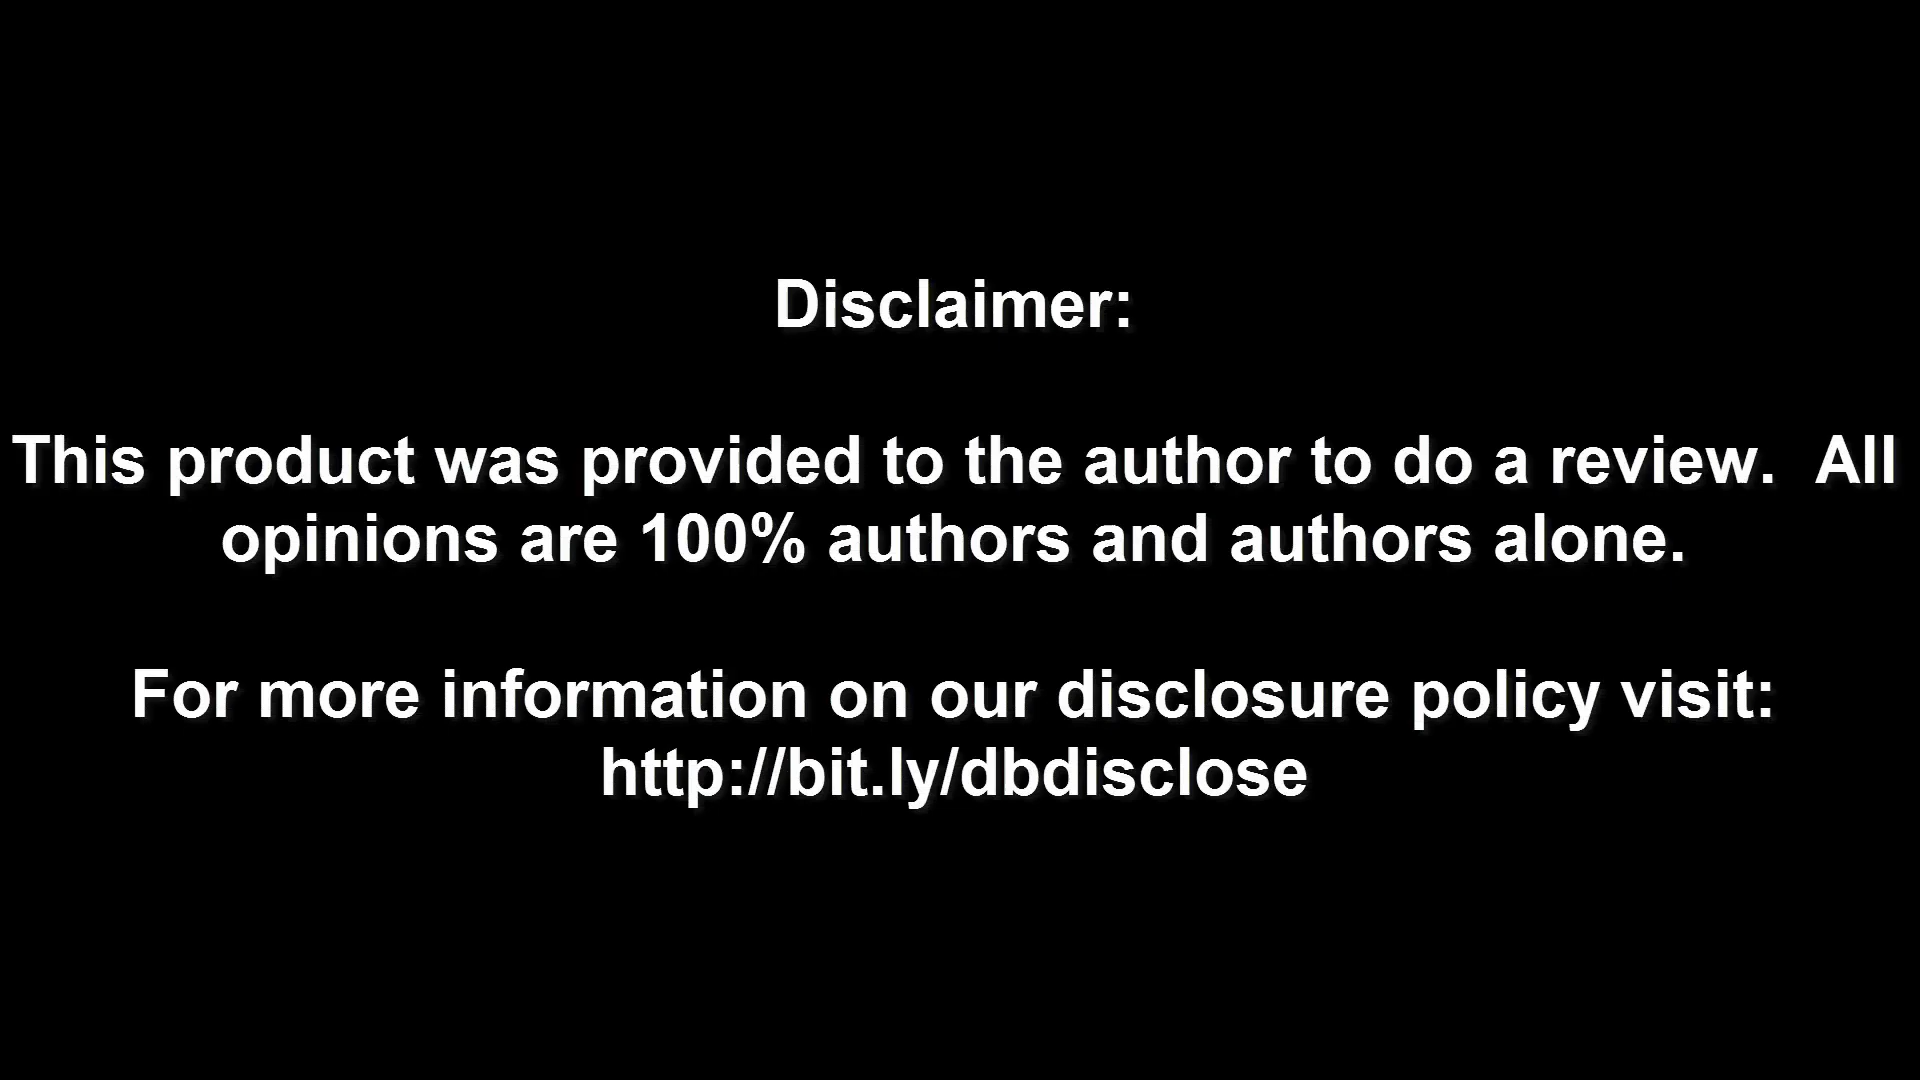 Disclaimer:
This product was provided to the author to do a review.  All
opinions are 100% authors and authors alone.
For more information on our disclosure policy visit:
http://bit.ly/dbdisclose